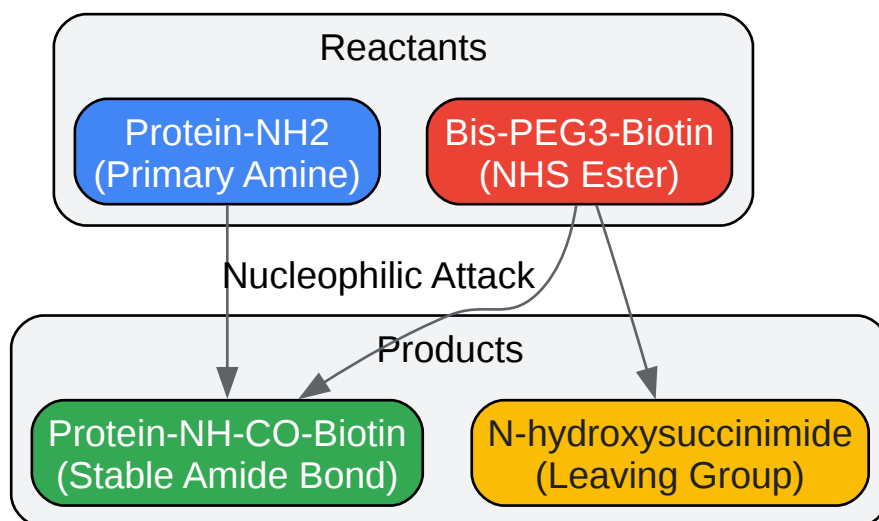 Reactants
Protein-NH2
(Primary Amine)
Bis-PEG3-Biotin
(NHS Ester)
Nucleophilic Attack
Products
Protein-NH-CO-Biotin
(Stable Amide Bond)
N-hydroxysuccinimide
(Leaving Group)